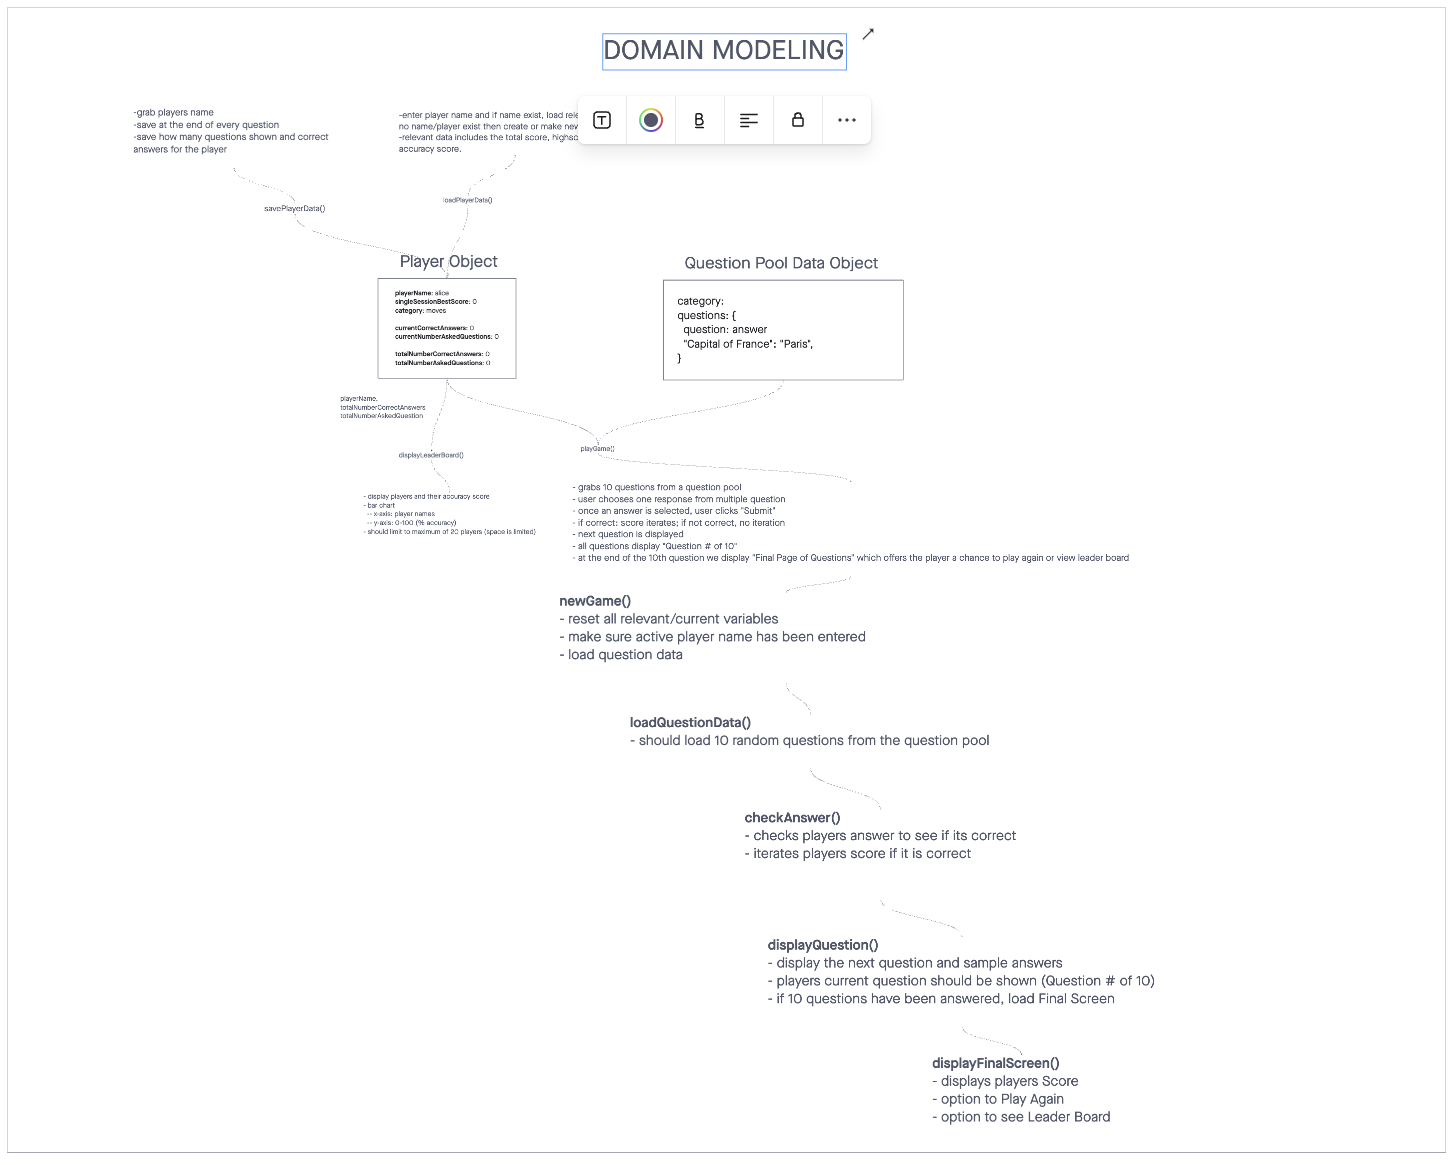 DOMAIN MODELING
-grab players name
-save at the end of every question
-save how many questions shown and correct
answers for the player
-enter player name and if name exist, load
no name/player exist then create or make new
-relevant data includes the total score,
accuracy score.
savePlayerData()
loadPlayerData()
Player Object
playerName: alice
singleSessionBestScore: 0
category: moves
currentCorrectAnswers: 0
currentNumberAskedQuestions: 0
totalNumberCorrectAnswers: 0
totalNumberAskedQuestions: 0
Question Pool Data Object
category:
questions: {
question: answer
"Capital of France": "Paris",
}
playerName,
totalNumberCorrectAnswers
totalNumberAskedQuestion
displayLeaderBoard()
- display players and their accuracy score
- bar chart
-- x-axis: player names
-- y-axis: 0-100 (% accuracy)
- should limit to maximum of 20 players (space is limited)
playGame()
- grabs 10 questions from a question pool
- user chooses one response from multiple question
- once an answer is selected, user clicks "Submit"
- if correct: score iterates; if not correct, no iteration
- next question is displayed
- all questions display "Question # of 10"
- at the end of the 10th question we display "Final Page of Questions" which offers the player a chance to play again or view leader board
newGame()
- reset all relevant/current variables
- make sure active player name has been entered
- load question data
loadQuestionData()
- should load 10 random questions from the question pool
checkAnswer()
- checks players answer to see if its correct
- iterates players score if it is correct
displayQuestion()
- display the next question and sample answers
- players current question should be shown (Question # of 10)
- if 10 questions have been answered, load Final Screen
displayFinalScreen()
- displays players Score
- option to Play Again
- option to see Leader Board